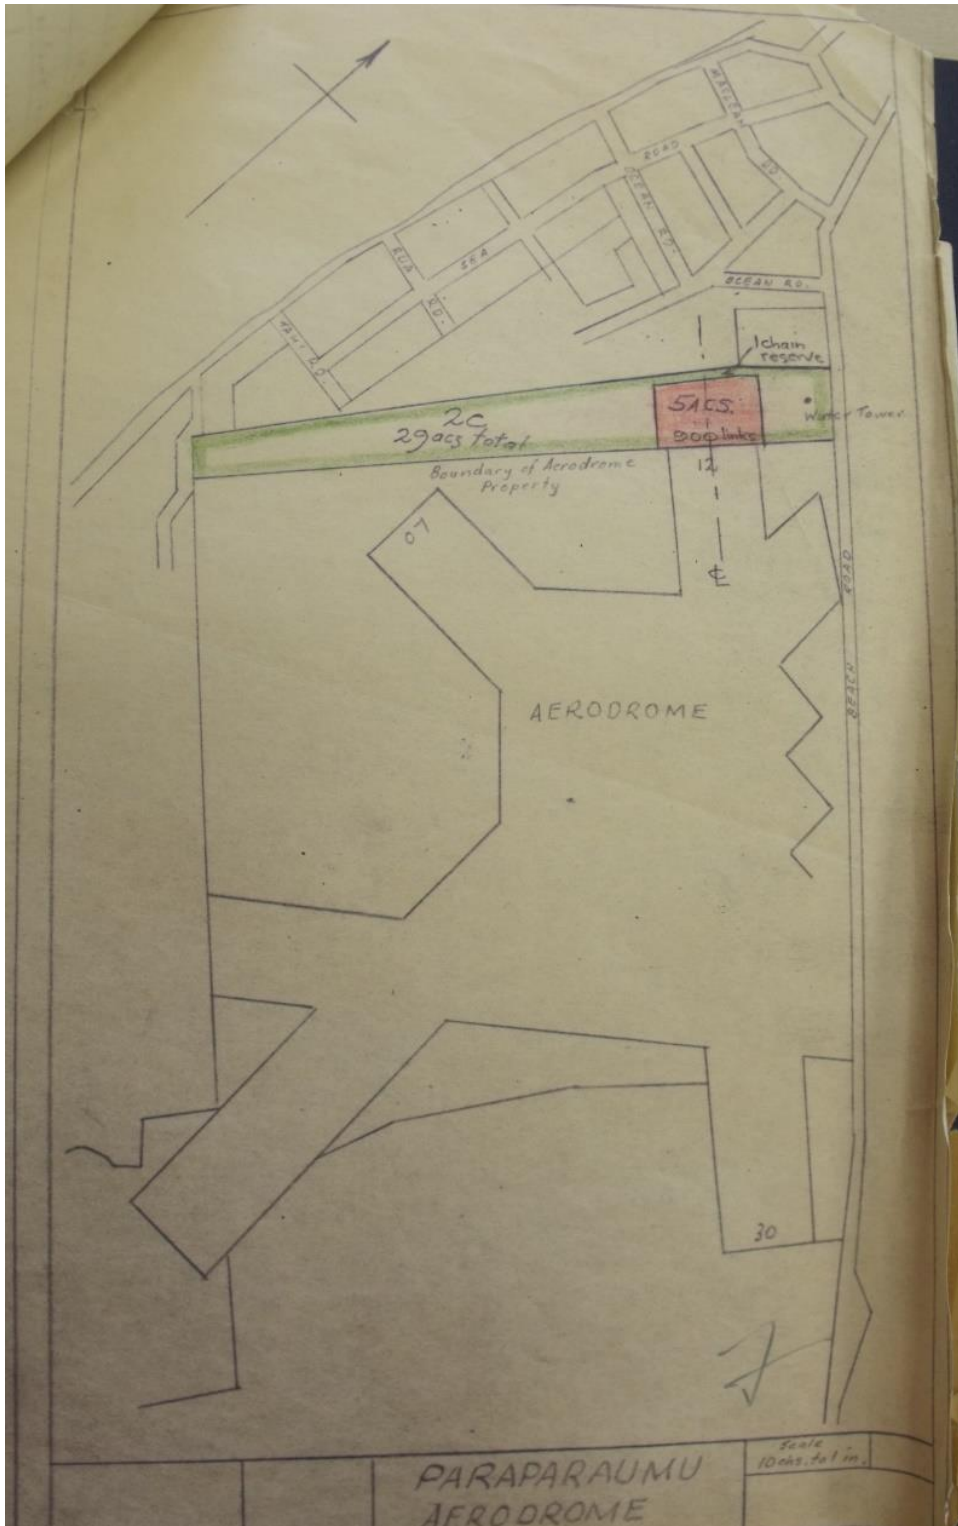 MACLEAN
RD.
ROAD
OCEAN
RD.
SEA
RUA
RD.
TAHI RD.
OCEAN RD.
1 chain
reserve
5 ACS.
900 links
Water Tower.
2C
29 acs total
Boundary of Aerodrome
Property
12
07
℄
ROAD
BEACH
AERODROME
30
PARAPARAUMU
AERODROME
Scale
10 chs. to 1 in.